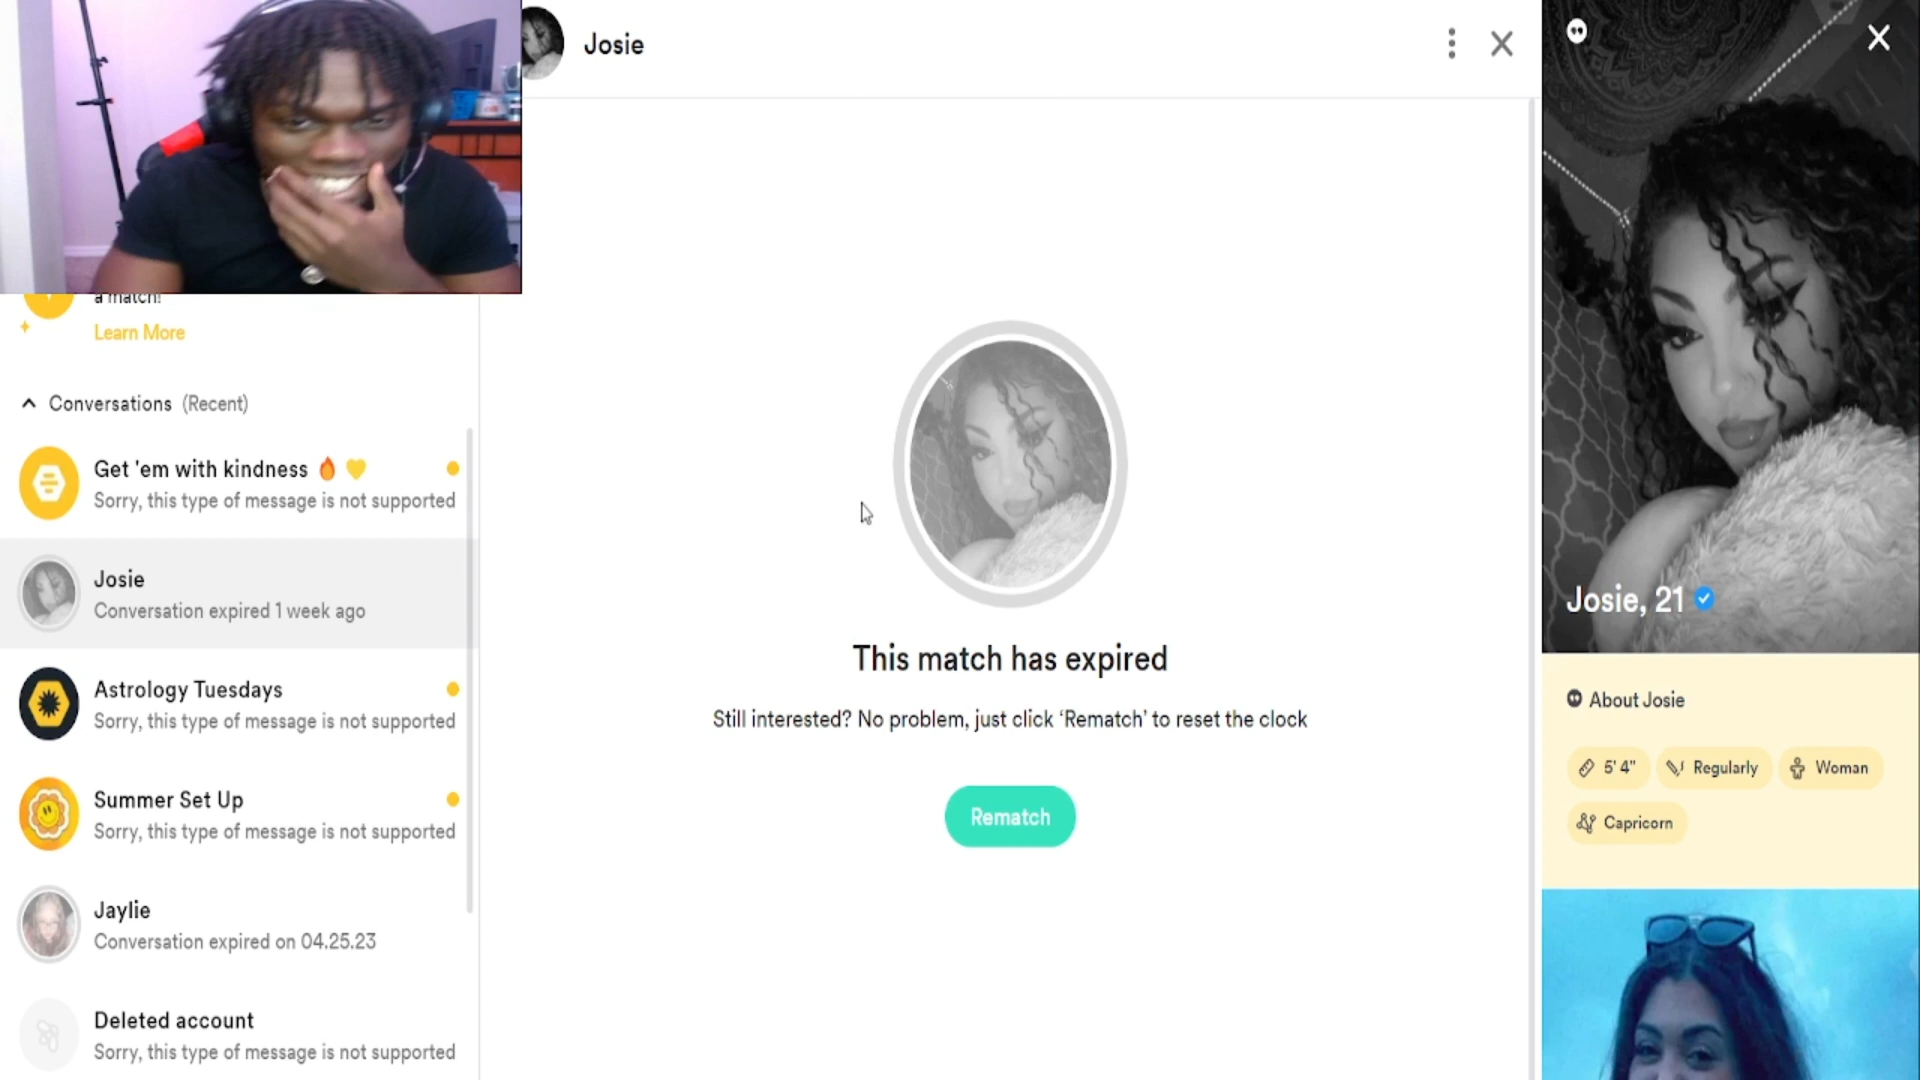 Josie
a match!
Learn More
Conversations (Recent)
Get 'em with kindness 🔥 💛
Sorry, this type of message is not supported
Josie
Conversation expired 1 week ago
Astrology Tuesdays
Sorry, this type of message is not supported
Summer Set Up
Sorry, this type of message is not supported
Jaylie
Conversation expired on 04.25.23
Deleted account
Sorry, this type of message is not supported
This match has expired
Still interested? No problem, just click ‘Rematch’ to reset the clock
Rematch
Josie, 21
About Josie
5' 4"
Regularly
Woman
Capricorn